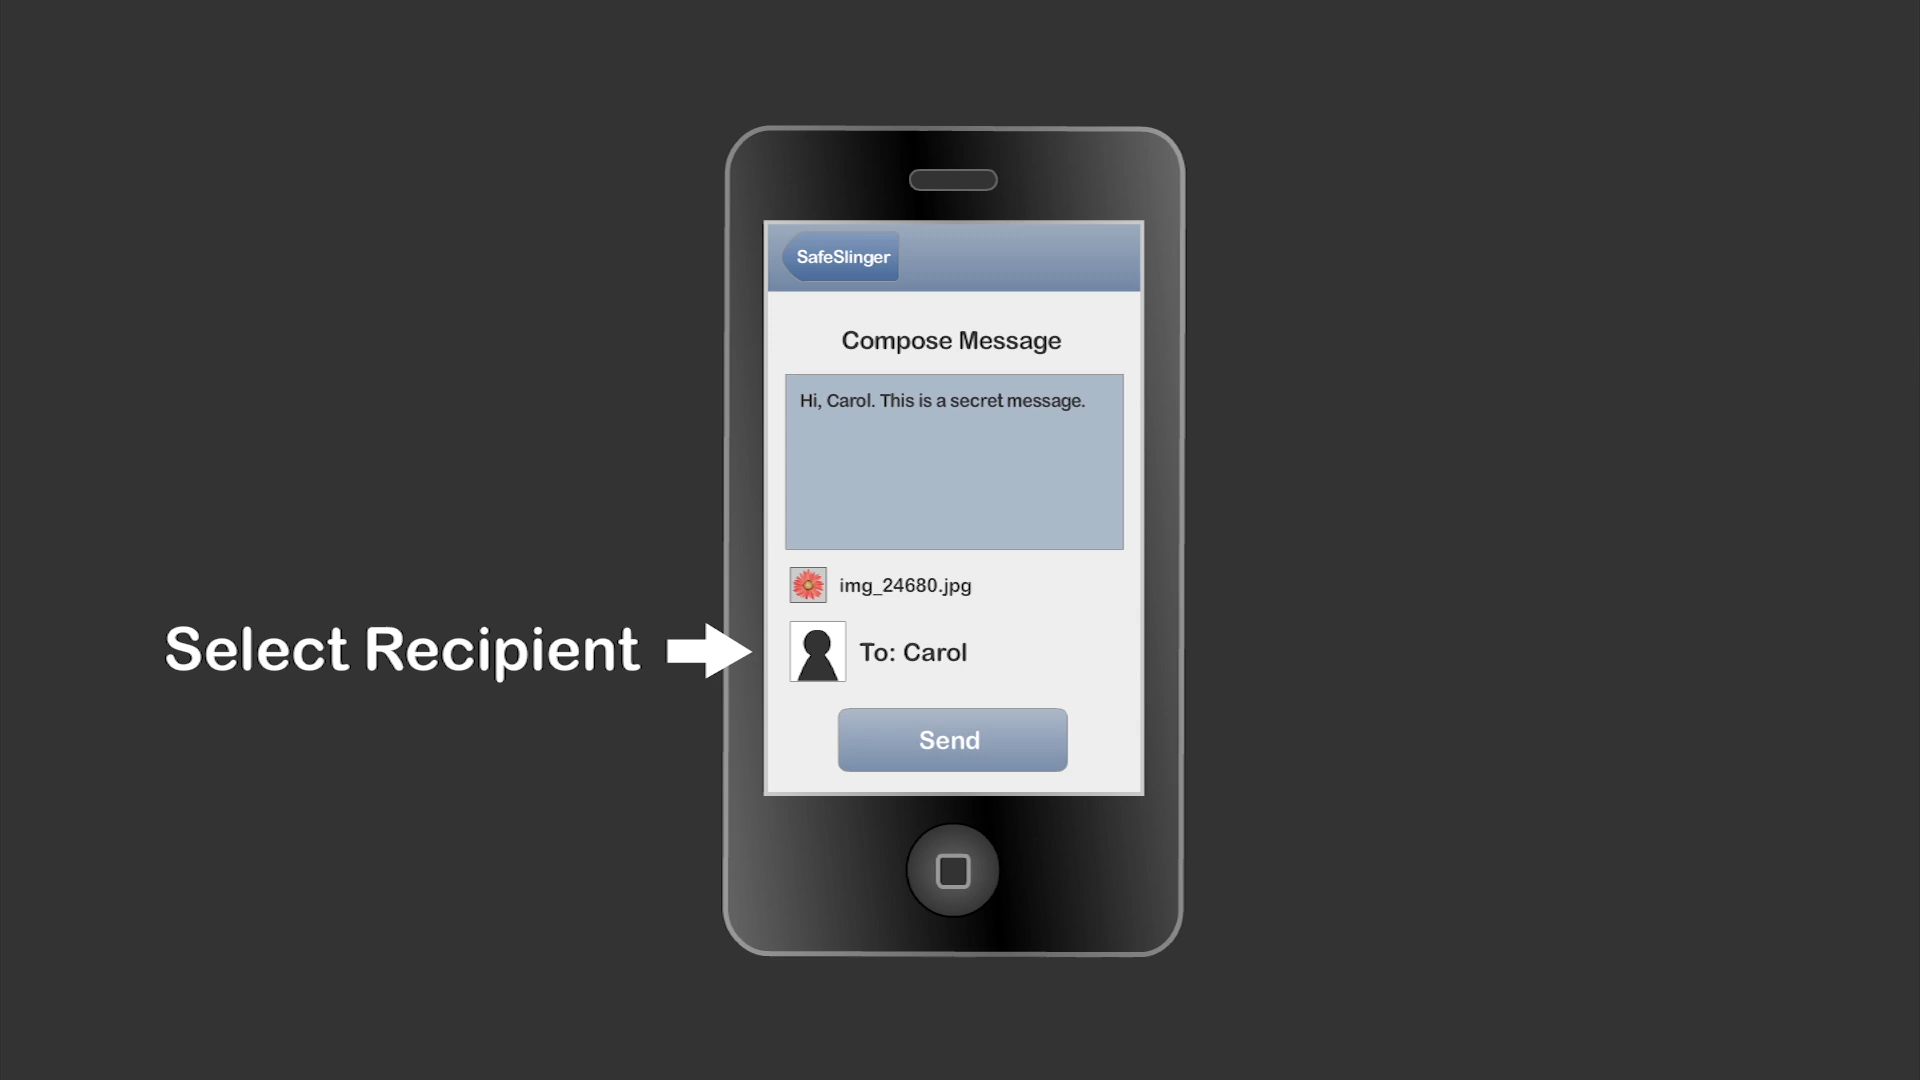 SafeSlinger
Compose Message
Hi, Carol. This is a secret message.
img_24680.jpg
Select Recipient
To: Carol
Send